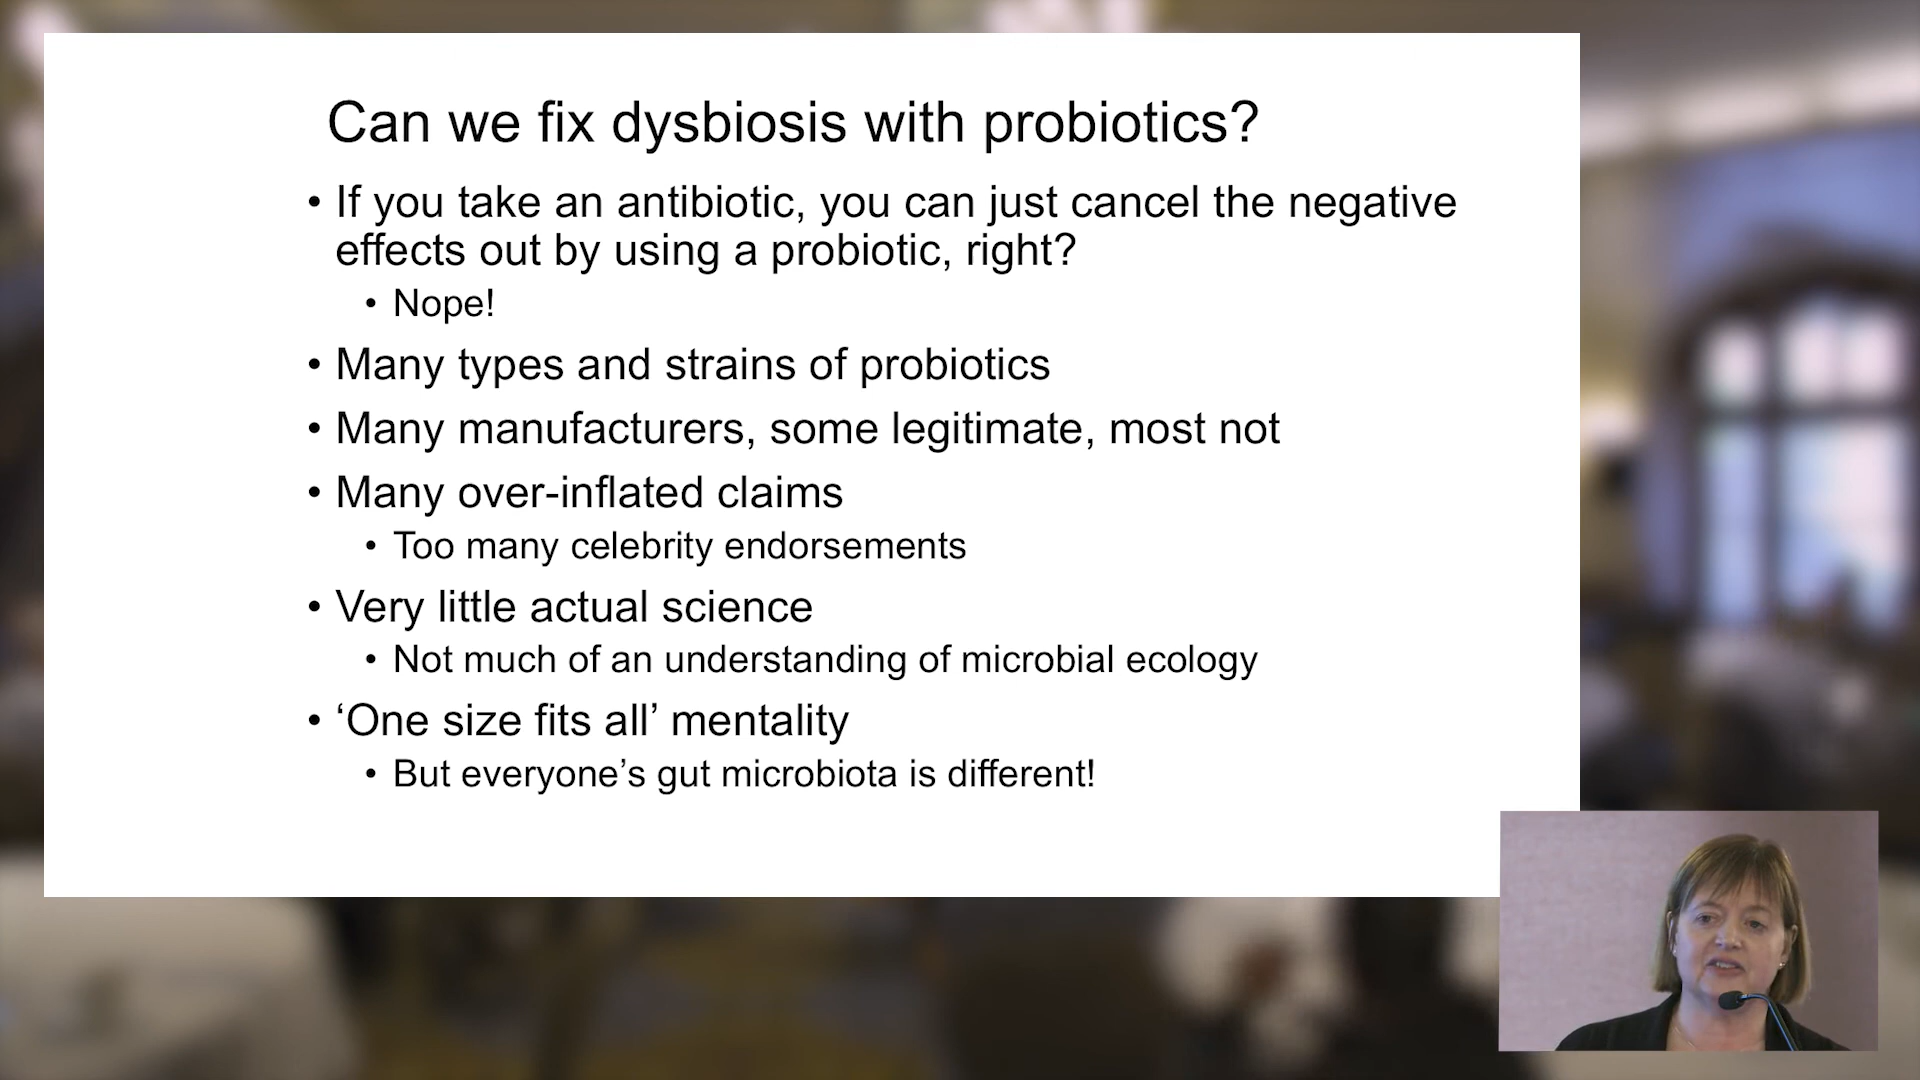 Can we fix dysbiosis with probiotics?
• If you take an antibiotic, you can just cancel the negative
effects out by using a probiotic, right?
• Nope!
• Many types and strains of probiotics
• Many manufacturers, some legitimate, most not
• Many over-inflated claims
• Too many celebrity endorsements
• Very little actual science
• Not much of an understanding of microbial ecology
• ‘One size fits all’ mentality
• But everyone’s gut microbiota is different!